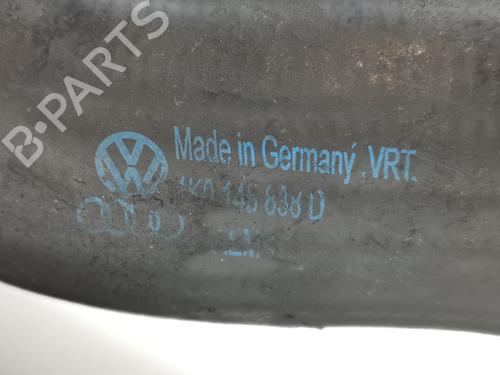 B-PARTS
Made in Germany .VRT.
1K0 145 838 D